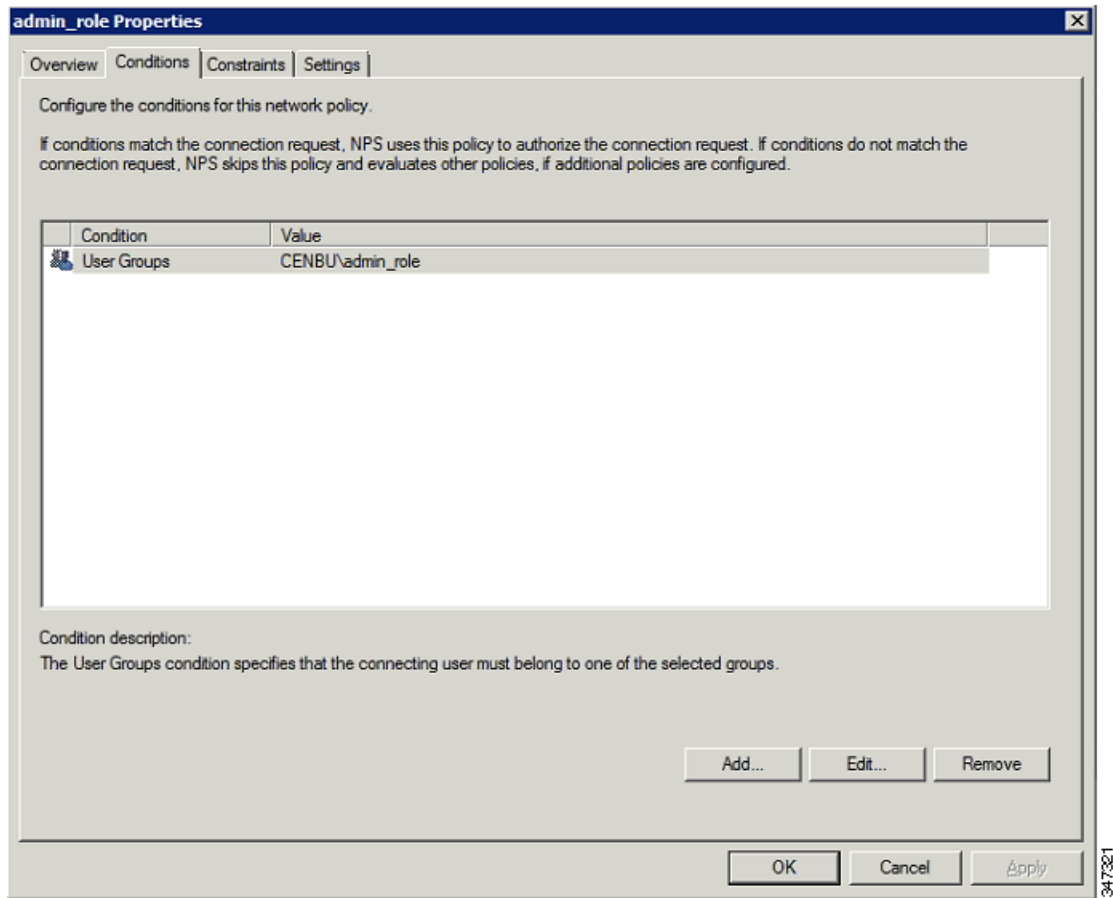 admin_role Properties
Overview Conditions Constraints Settings
Configure the conditions for this network policy.
If conditions match the connection request, NPS uses this policy to authorize the connection request. If conditions do not match the
connection request, NPS skips this policy and evaluates other policies, if additional policies are configured.
Condition Value
User Groups CENBU\admin_role
Condition description:
The User Groups condition specifies that the connecting user must belong to one of the selected groups.
Add... Edit... Remove
OK Cancel Apply
347321